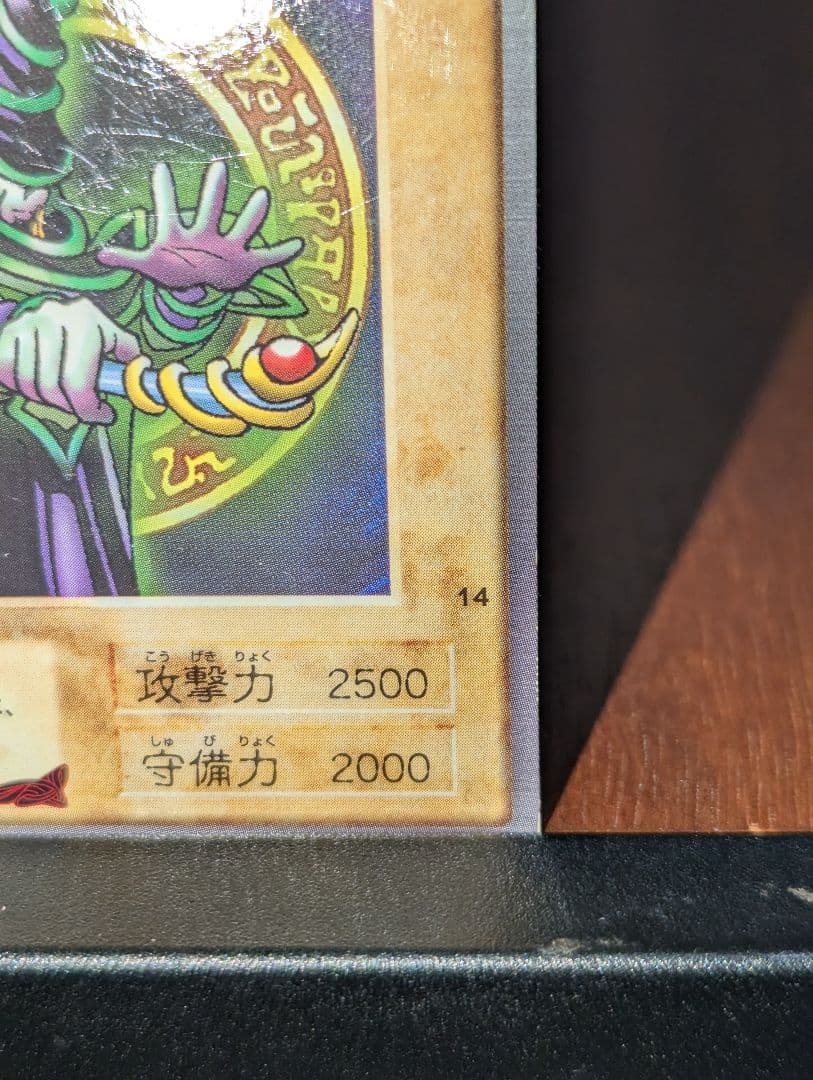 14
こう げき りょく
攻撃力 2500
しゅ び りょく
守備力 2000